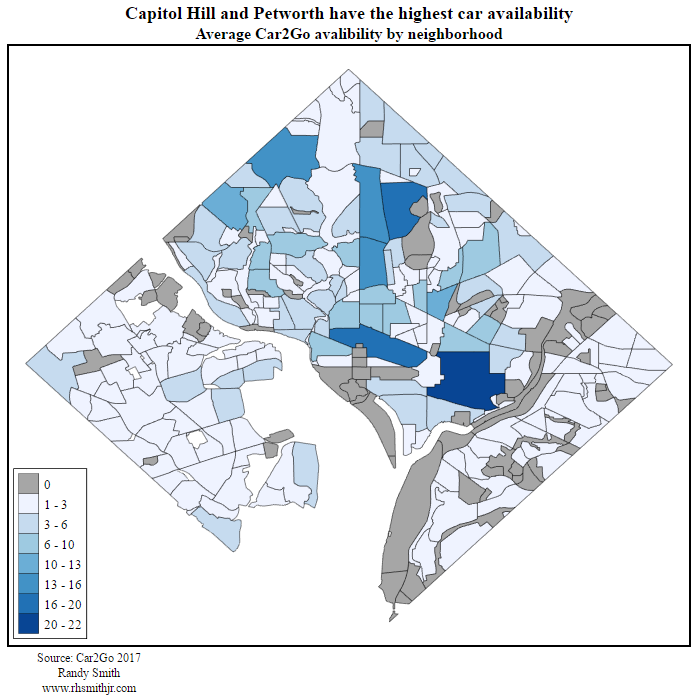 Capitol Hill and Petworth have the highest car availability
Average Car2Go avalibility by neighborhood
0
1 - 3
3 - 6
6 - 10
10 - 13
13 - 16
16 - 20
20 - 22
Source: Car2Go 2017
Randy Smith
www.rhsmithjr.com